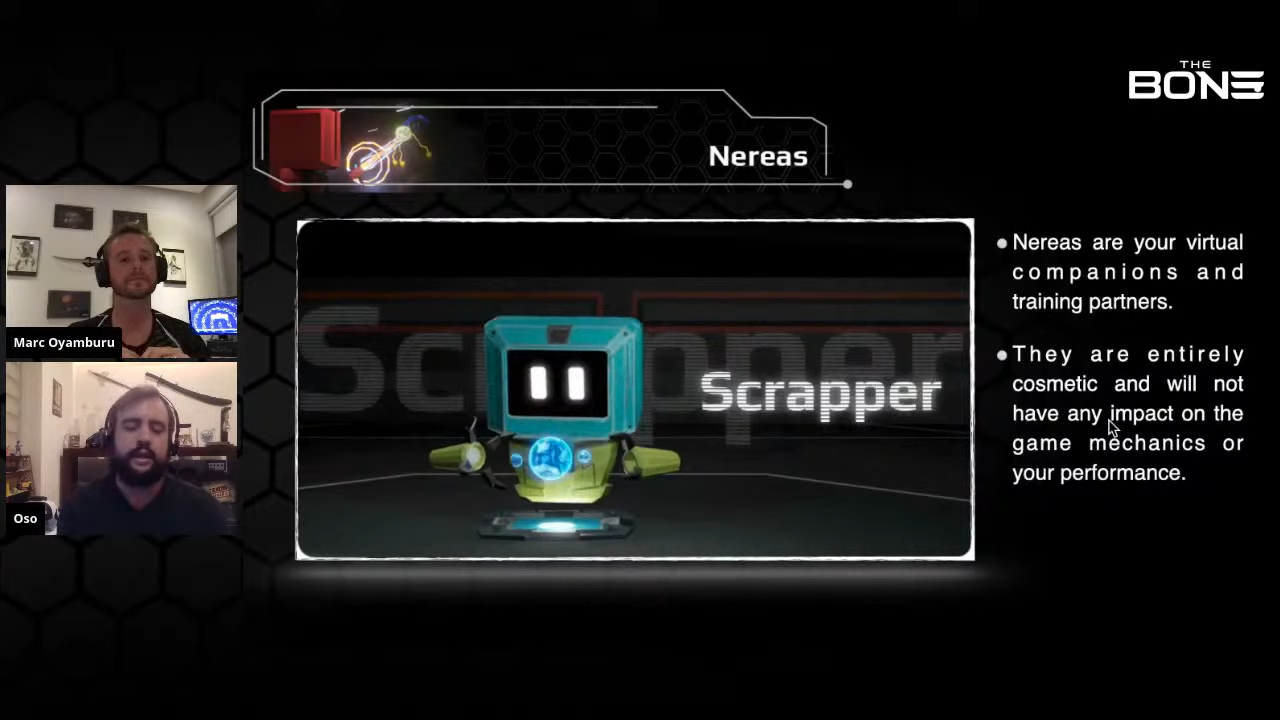 THE
BONE
Nereas
Marc Oyamburu
Oso
Scrapper
Scrapper
Nereas are your virtual
companions and
training partners.
They are entirely
cosmetic and will not
have any impact on the
game mechanics or
your performance.